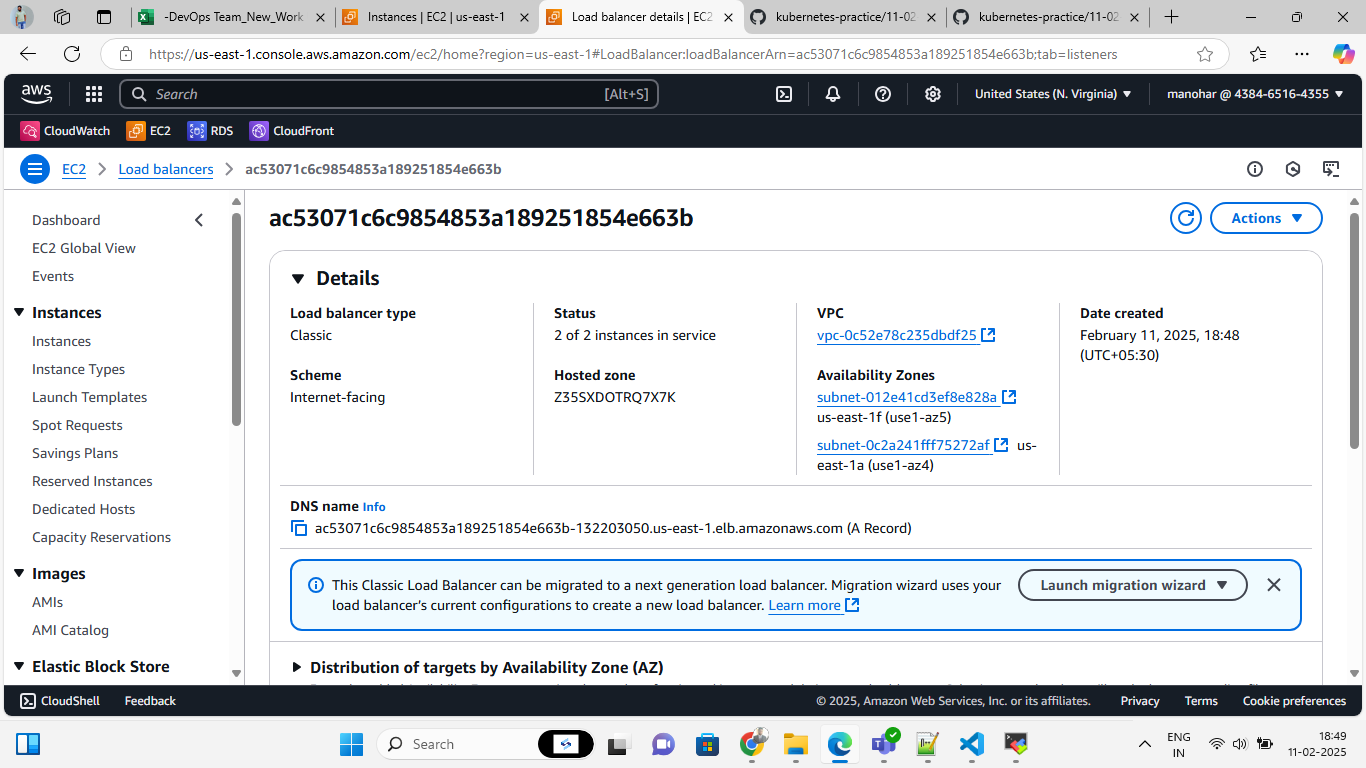 -DevOps Team_New_Work
Instances | EC2 | us-east-1
Load balancer details | EC2
kubernetes-practice/11-02
kubernetes-practice/11-02
https://us-east-1.console.aws.amazon.com/ec2/home?region=us-east-1#LoadBalancer:loadBalancerArn=ac53071c6c9854853a189251854e663b;tab=listeners
aws
Search
[Alt+S]
United States (N. Virginia)
manohar @ 4384-6516-4355
CloudWatch
EC2
RDS
CloudFront
EC2
Load balancers
ac53071c6c9854853a189251854e663b
Dashboard
EC2 Global View
Events
Instances
Instances
Instance Types
Launch Templates
Spot Requests
Savings Plans
Reserved Instances
Dedicated Hosts
Capacity Reservations
Images
AMIs
AMI Catalog
Elastic Block Store
ac53071c6c9854853a189251854e663b
Actions
Details
Load balancer type
Classic
Scheme
Internet-facing
Status
2 of 2 instances in service
Hosted zone
Z35SXDOTRQ7X7K
VPC
vpc-0c52e78c235dbdf25
Availability Zones
subnet-012e41cd3ef8e828a
us-east-1f (use1-az5)
subnet-0c2a241fff75272af us-
east-1a (use1-az4)
Date created
February 11, 2025, 18:48
(UTC+05:30)
DNS name Info
ac53071c6c9854853a189251854e663b-132203050.us-east-1.elb.amazonaws.com (A Record)
This Classic Load Balancer can be migrated to a next generation load balancer. Migration wizard uses your
load balancer's current configurations to create a new load balancer. Learn more
Launch migration wizard
Distribution of targets by Availability Zone (AZ)
CloudShell
Feedback
© 2025, Amazon Web Services, Inc. or its affiliates.
Privacy
Terms
Cookie preferences
Search
ENG
IN
18:49
11-02-2025